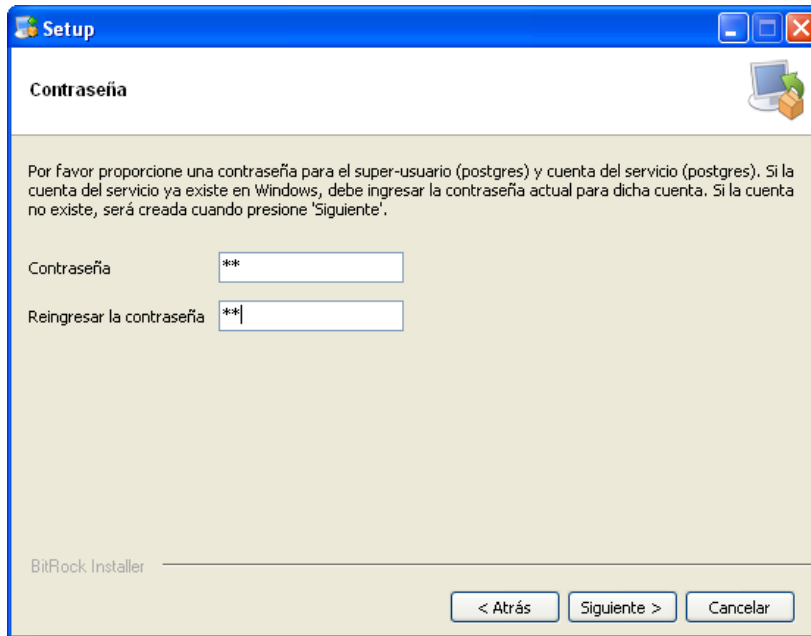 Setup
Contraseña
Por favor proporcione una contraseña para el super-usuario (postgres) y cuenta del servicio (postgres). Si la
cuenta del servicio ya existe en Windows, debe ingresar la contraseña actual para dicha cuenta. Si la cuenta
no existe, será creada cuando presione 'Siguiente'.
Contraseña **
Reingresar la contraseña **
BitRock Installer
< Atrás Siguiente > Cancelar